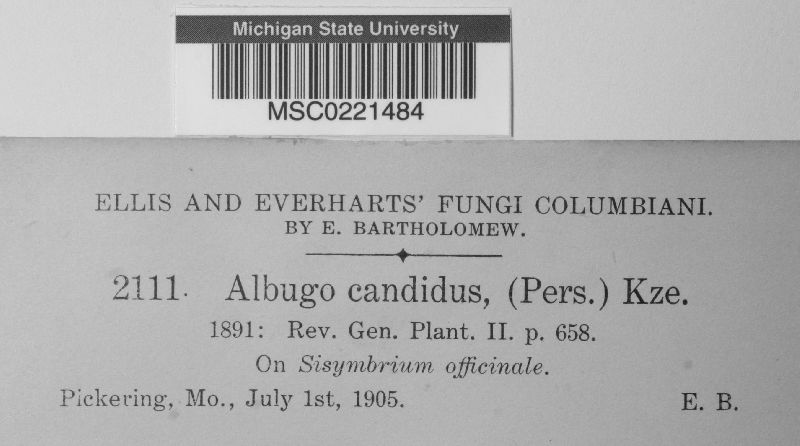 Michigan State University
MSC0221484
ELLIS AND EVERHARTS' FUNGI COLUMBIANI.
BY E. BARTHOLOMEW.
2111. Albugo candidus, (Pers.) Kze.
1891: Rev. Gen. Plant. II. p. 658.
On Sisymbrium officinale.
Pickering, Mo., July 1st, 1905. E. B.